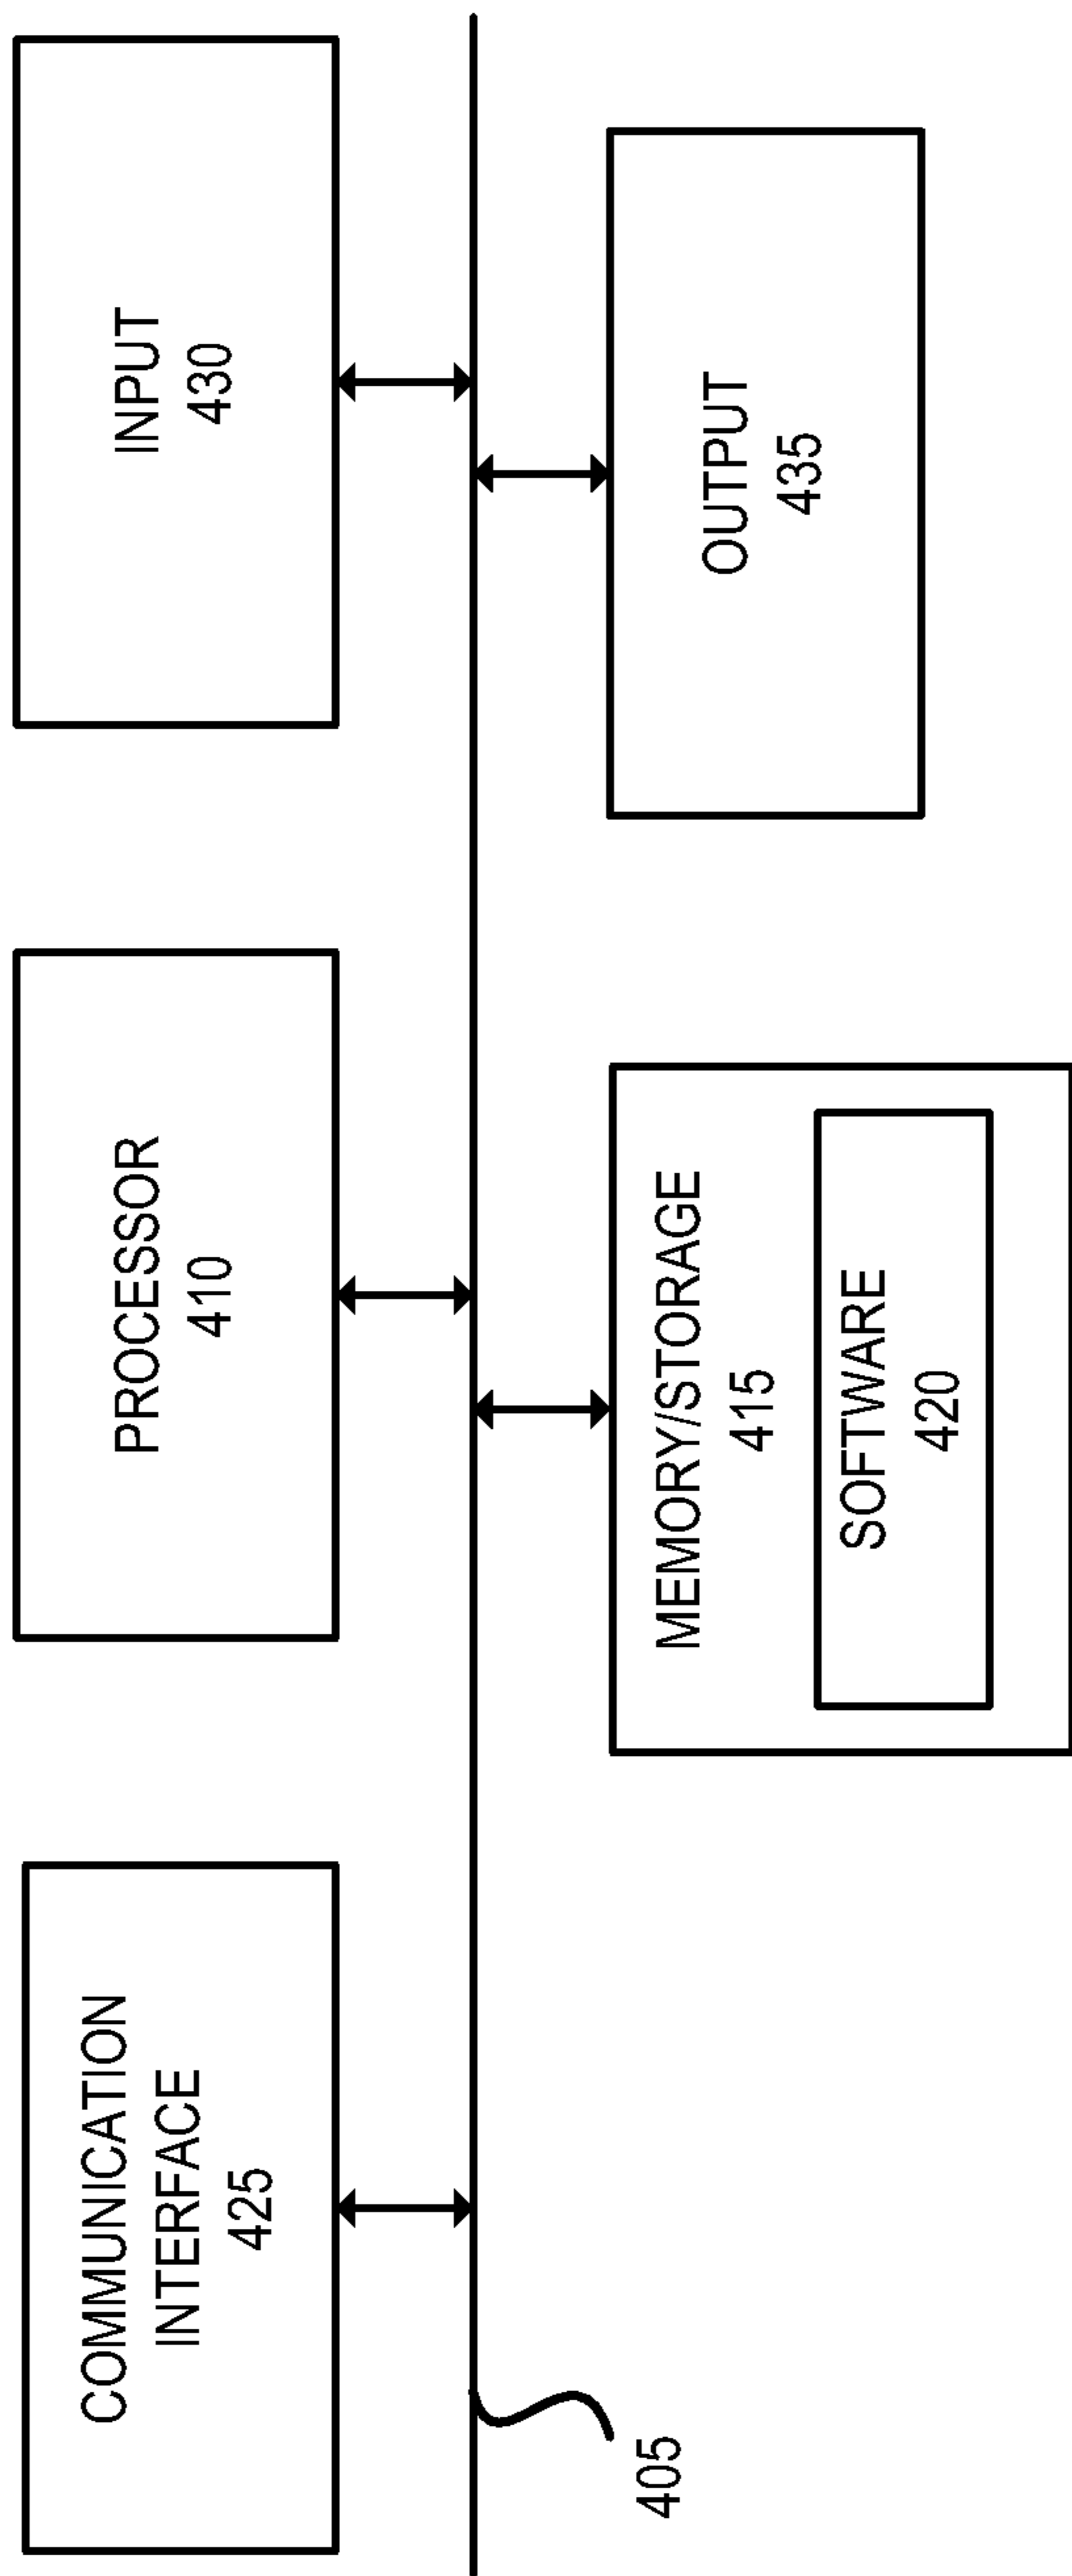 COMMUNICATION
INTERFACE
425
PROCESSOR
410
INPUT
430
405
MEMORY/STORAGE
415
SOFTWARE
420
OUTPUT
435